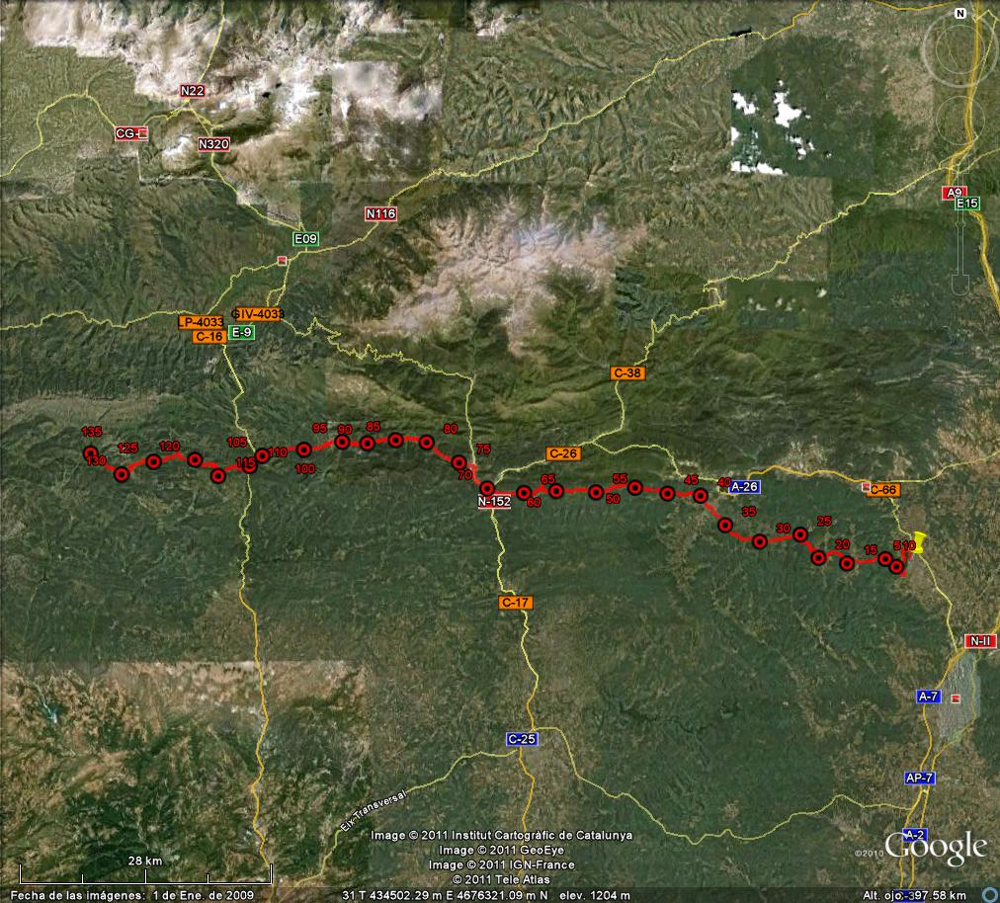 N
N22
CG-
N320
A9
E15
N116
E09
GIV-4033
LP-4033
E-9
C-16
C-38
135
130
125
120
115
105
110
95
100
90
85
80
75
70
C-26
N-152
65
60
55
50
45
40
A-26
C-66
35
30
25
20
15
5
10
C-17
N-II
A-7
C-25
AP-7
Eix Transversal
A-2
Image © 2011 Institut Cartogràfic de Catalunya
Image © 2011 GeoEye
Image © 2011 IGN-France
© 2011 Tele Atlas
©2010 Google
28 km
Fecha de las imágenes: 1 de Ene. de 2009 31 T 434502.29 m E 4676321.09 m N elev. 1204 m Alt. ojo 397.58 km